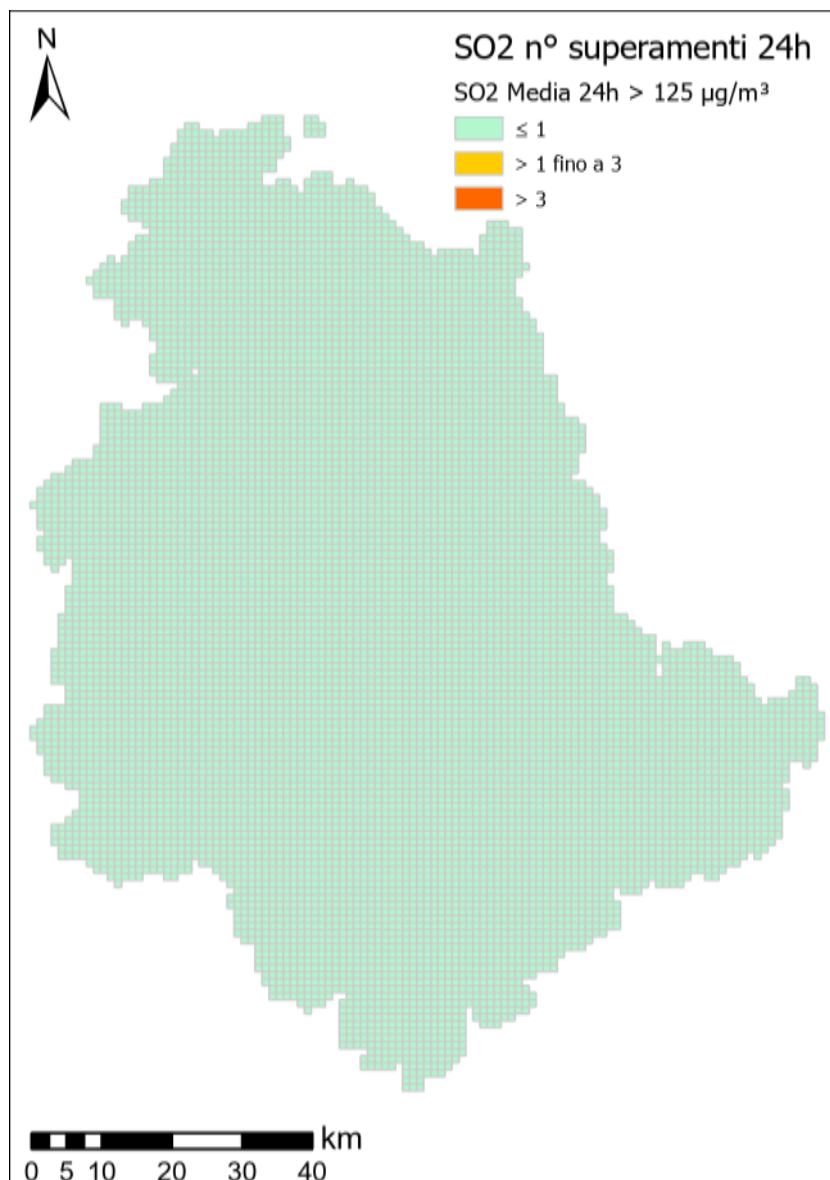 N
SO2 n° superamenti 24h
SO2 Media 24h > 125 µg/m³
≤ 1
> 1 fino a 3
> 3
km
0 5 10 20 30 40